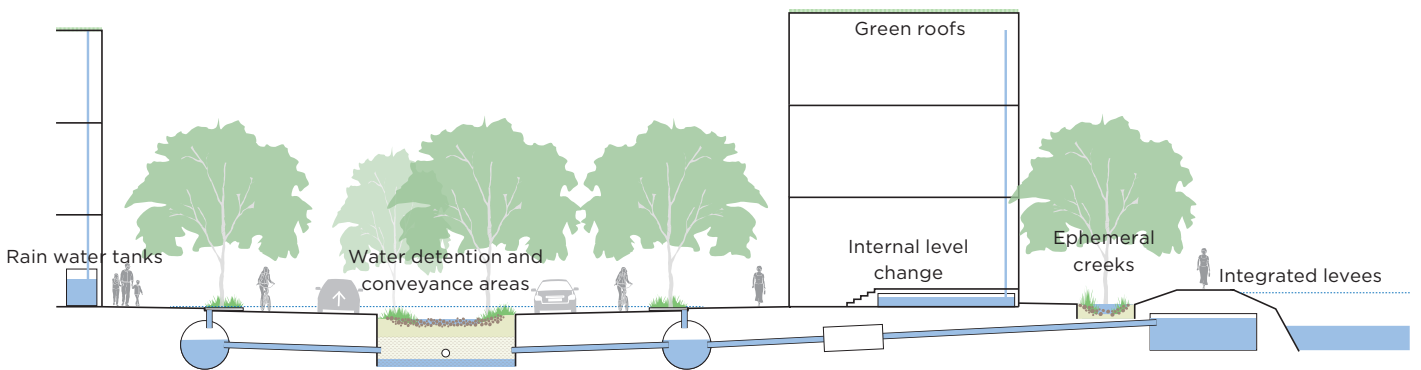 Green roofs
Rain water tanks
Water detention and
conveyance areas
Internal level
change
Ephemeral
creeks
Integrated levees